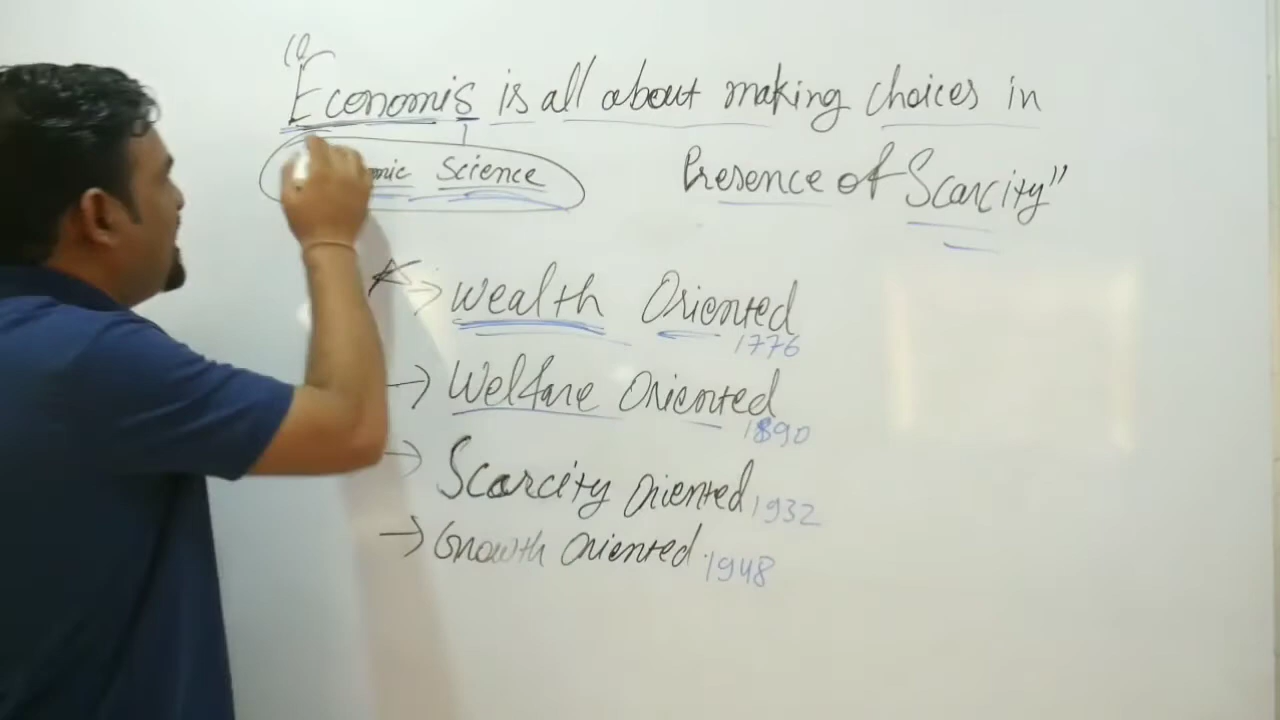 "Economis is all about making choices in
Presence of Scarcity"
Science
→ Wealth Oriented
1776
→ Welfare Oriented
1890
→ Scarcity Oriented 1932
→ Growth Oriented 1948